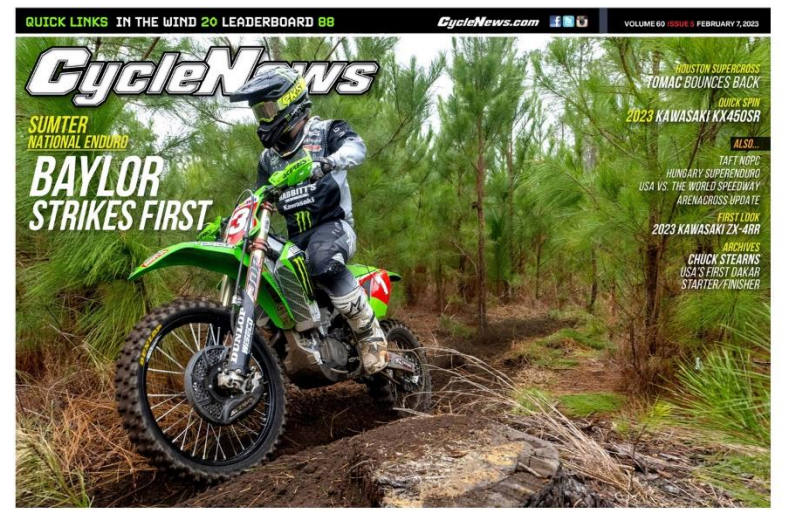 QUICK LINKS IN THE WIND 20 LEADERBOARD 88
CycleNews.com
VOLUME 60 ISSUE 5 FEBRUARY 7, 2023
CycleNews
SUMTER
NATIONAL ENDURO
BAYLOR
STRIKES FIRST
HOUSTON SUPERCROSS
TOMAC BOUNCES BACK
QUICK SPIN
2023 KAWASAKI KX450SR
ALSO...
TAFT NGPC
HUNGARY SUPERENDURO
USA VS. THE WORLD SPEEDWAY
ARENACROSS UPDATE
FIRST LOOK
2023 KAWASAKI ZX-4RR
ARCHIVES
CHUCK STEARNS
USA'S FIRST DAKAR
STARTER/FINISHER
BABBITT'S
Kawasaki
3
DUNLOP